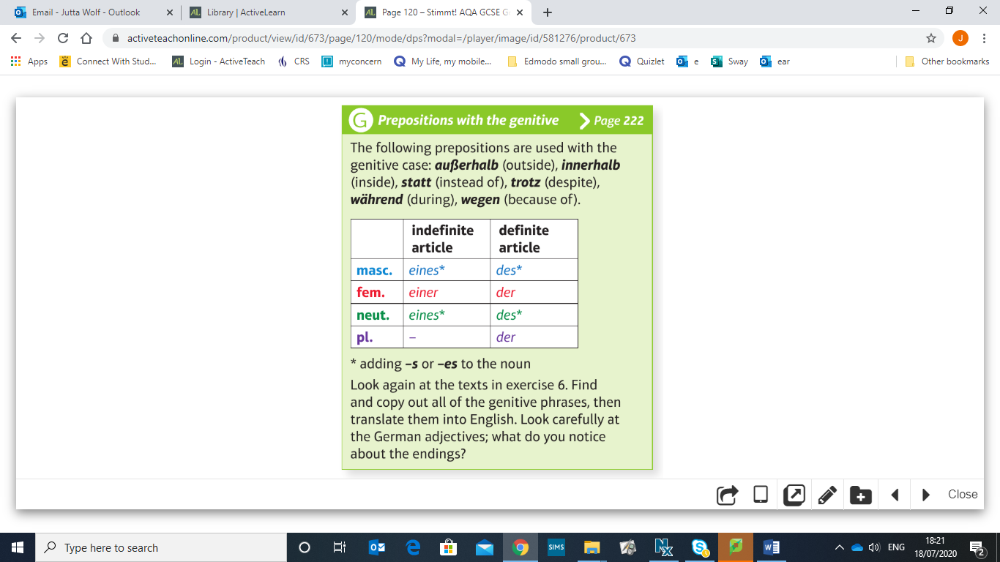 Email - Jutta Wolf - Outlook
Library | ActiveLearn
Page 120 – Stimmt! AQA GCSE G
activeteachonline.com/product/view/id/673/page/120/mode/dps?modal=/player/image/id/581276/product/673
J
Apps
Connect With Stud...
Login - ActiveTeach
CRS
myconcern
My Life, my mobile...
Edmodo small grou...
Quizlet
e
Sway
ear
Other bookmarks
G Prepositions with the genitive Page 222
The following prepositions are used with the
genitive case: außerhalb (outside), innerhalb
(inside), statt (instead of), trotz (despite),
während (during), wegen (because of).
indefinite article definite article
masc. eines* des*
fem. einer der
neut. eines* des*
pl. – der
* adding –s or –es to the noun
Look again at the texts in exercise 6. Find
and copy out all of the genitive phrases, then
translate them into English. Look carefully at
the German adjectives; what do you notice
about the endings?
Close
Type here to search
SIMS
ENG
18:21
18/07/2020
2